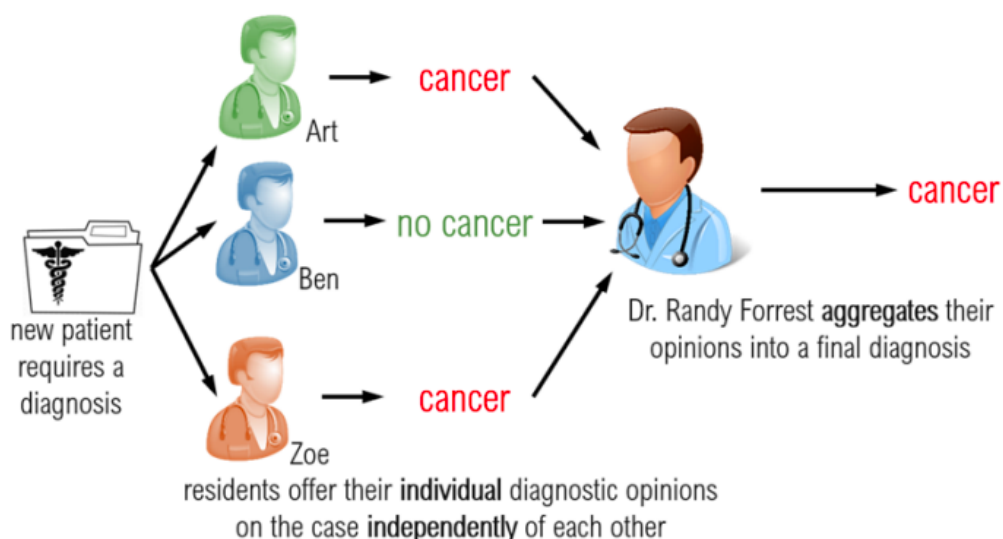 cancer
Art
no cancer
Ben
cancer
Zoe
cancer
new patient
requires a
diagnosis
Dr. Randy Forrest aggregates their
opinions into a final diagnosis
residents offer their individual diagnostic opinions
on the case independently of each other